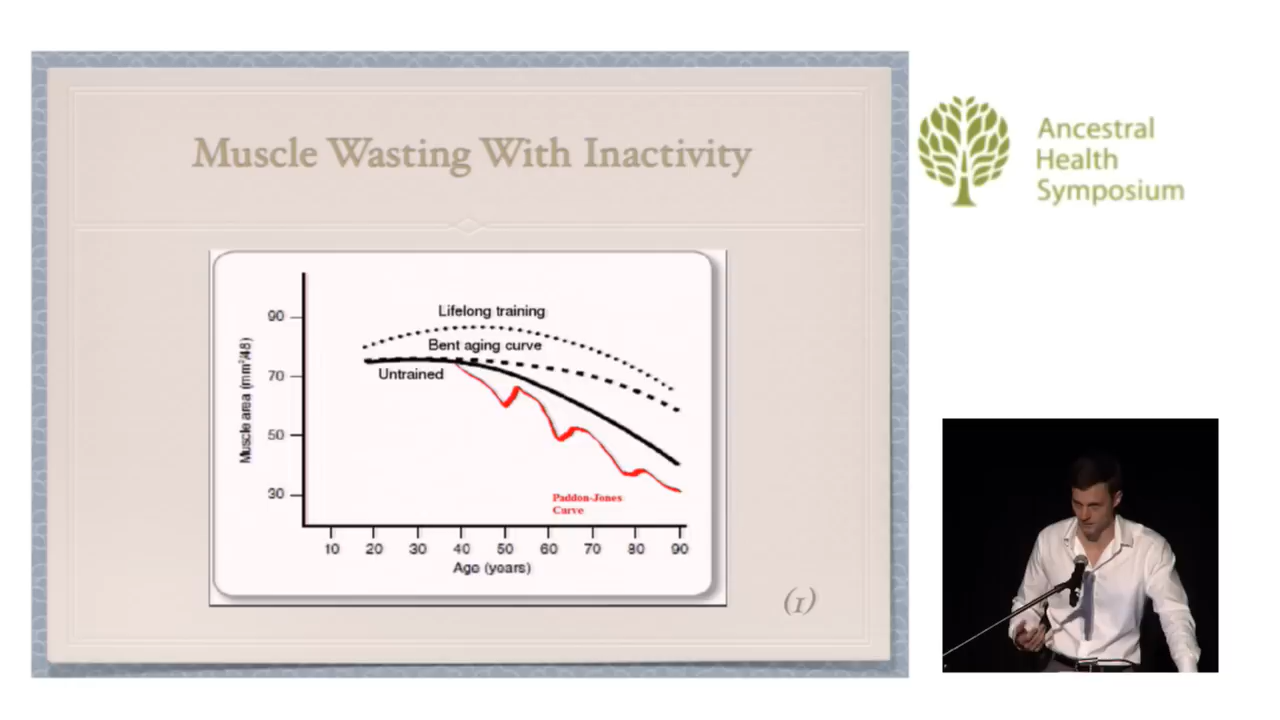 Muscle Wasting With Inactivity
Ancestral
Health
Symposium
Lifelong training
Bent aging curve
Untrained
Muscle area (mm²/48)
90
70
50
30
Paddon-Jones
Curve
10 20 30 40 50 60 70 80 90
Age (years)
(1)